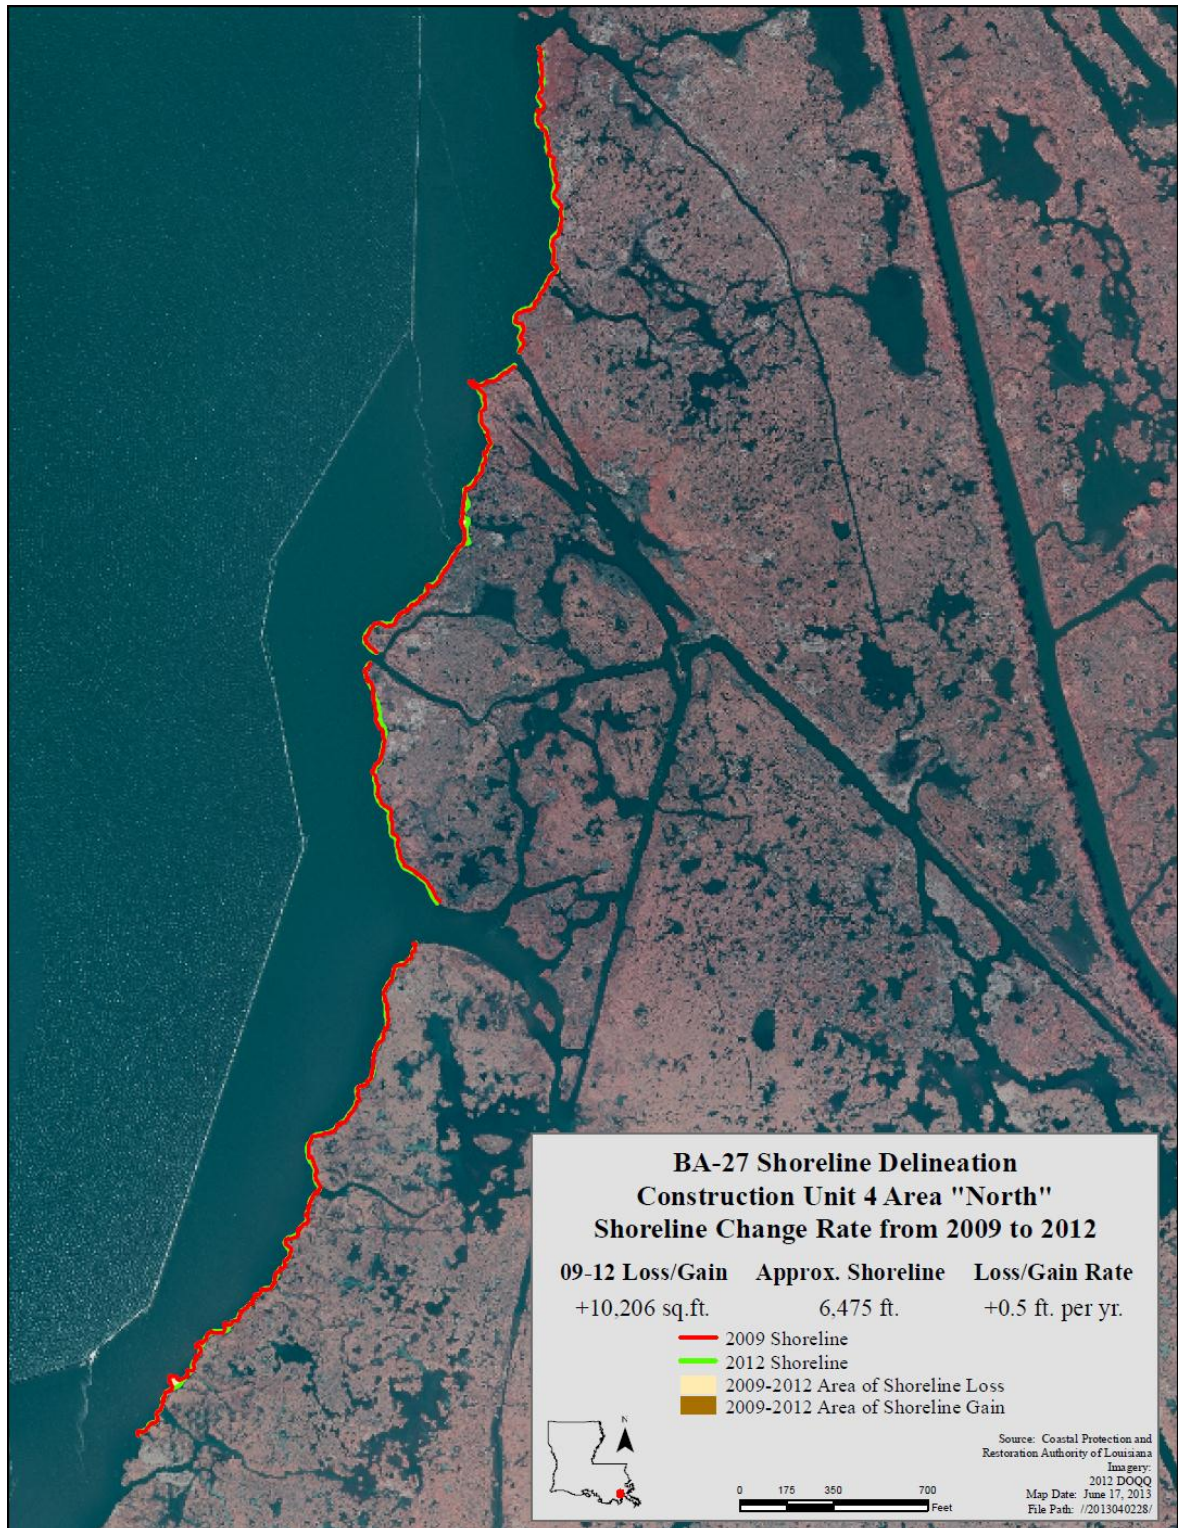 BA-27 Shoreline Delineation
Construction Unit 4 Area "North"
Shoreline Change Rate from 2009 to 2012
09-12 Loss/Gain Approx. Shoreline Loss/Gain Rate
+10,206 sq.ft. 6,475 ft. +0.5 ft. per yr.
2009 Shoreline
2012 Shoreline
2009-2012 Area of Shoreline Loss
2009-2012 Area of Shoreline Gain
N
Source: Coastal Protection and
Restoration Authority of Louisiana
Imagery:
2012 DOQQ
Map Date: June 17, 2013
File Path: //2013040228/
0 175 350 700
Feet